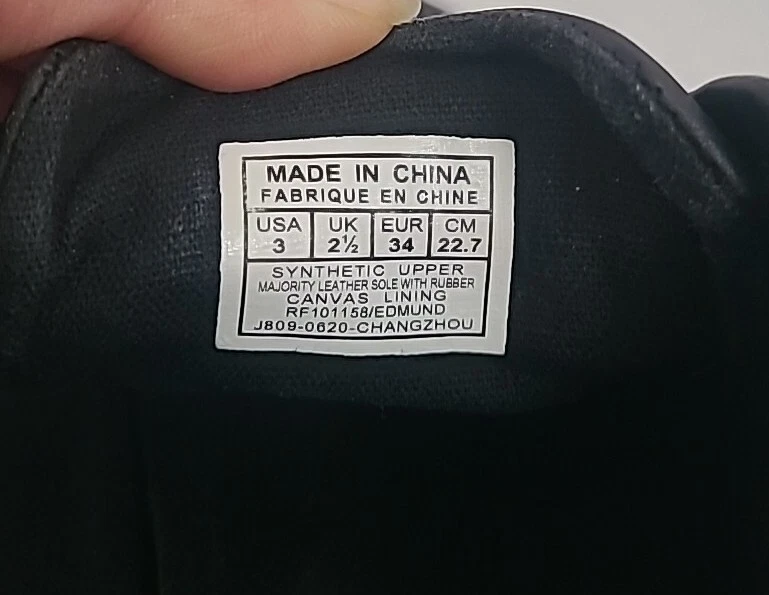 MADE IN CHINA
FABRIQUE EN CHINE
USA UK EUR CM
3 2½ 34 22.7
SYNTHETIC UPPER
MAJORITY LEATHER SOLE WITH RUBBER
CANVAS LINING
RF101158/EDMUND
J809-0620-CHANGZHOU